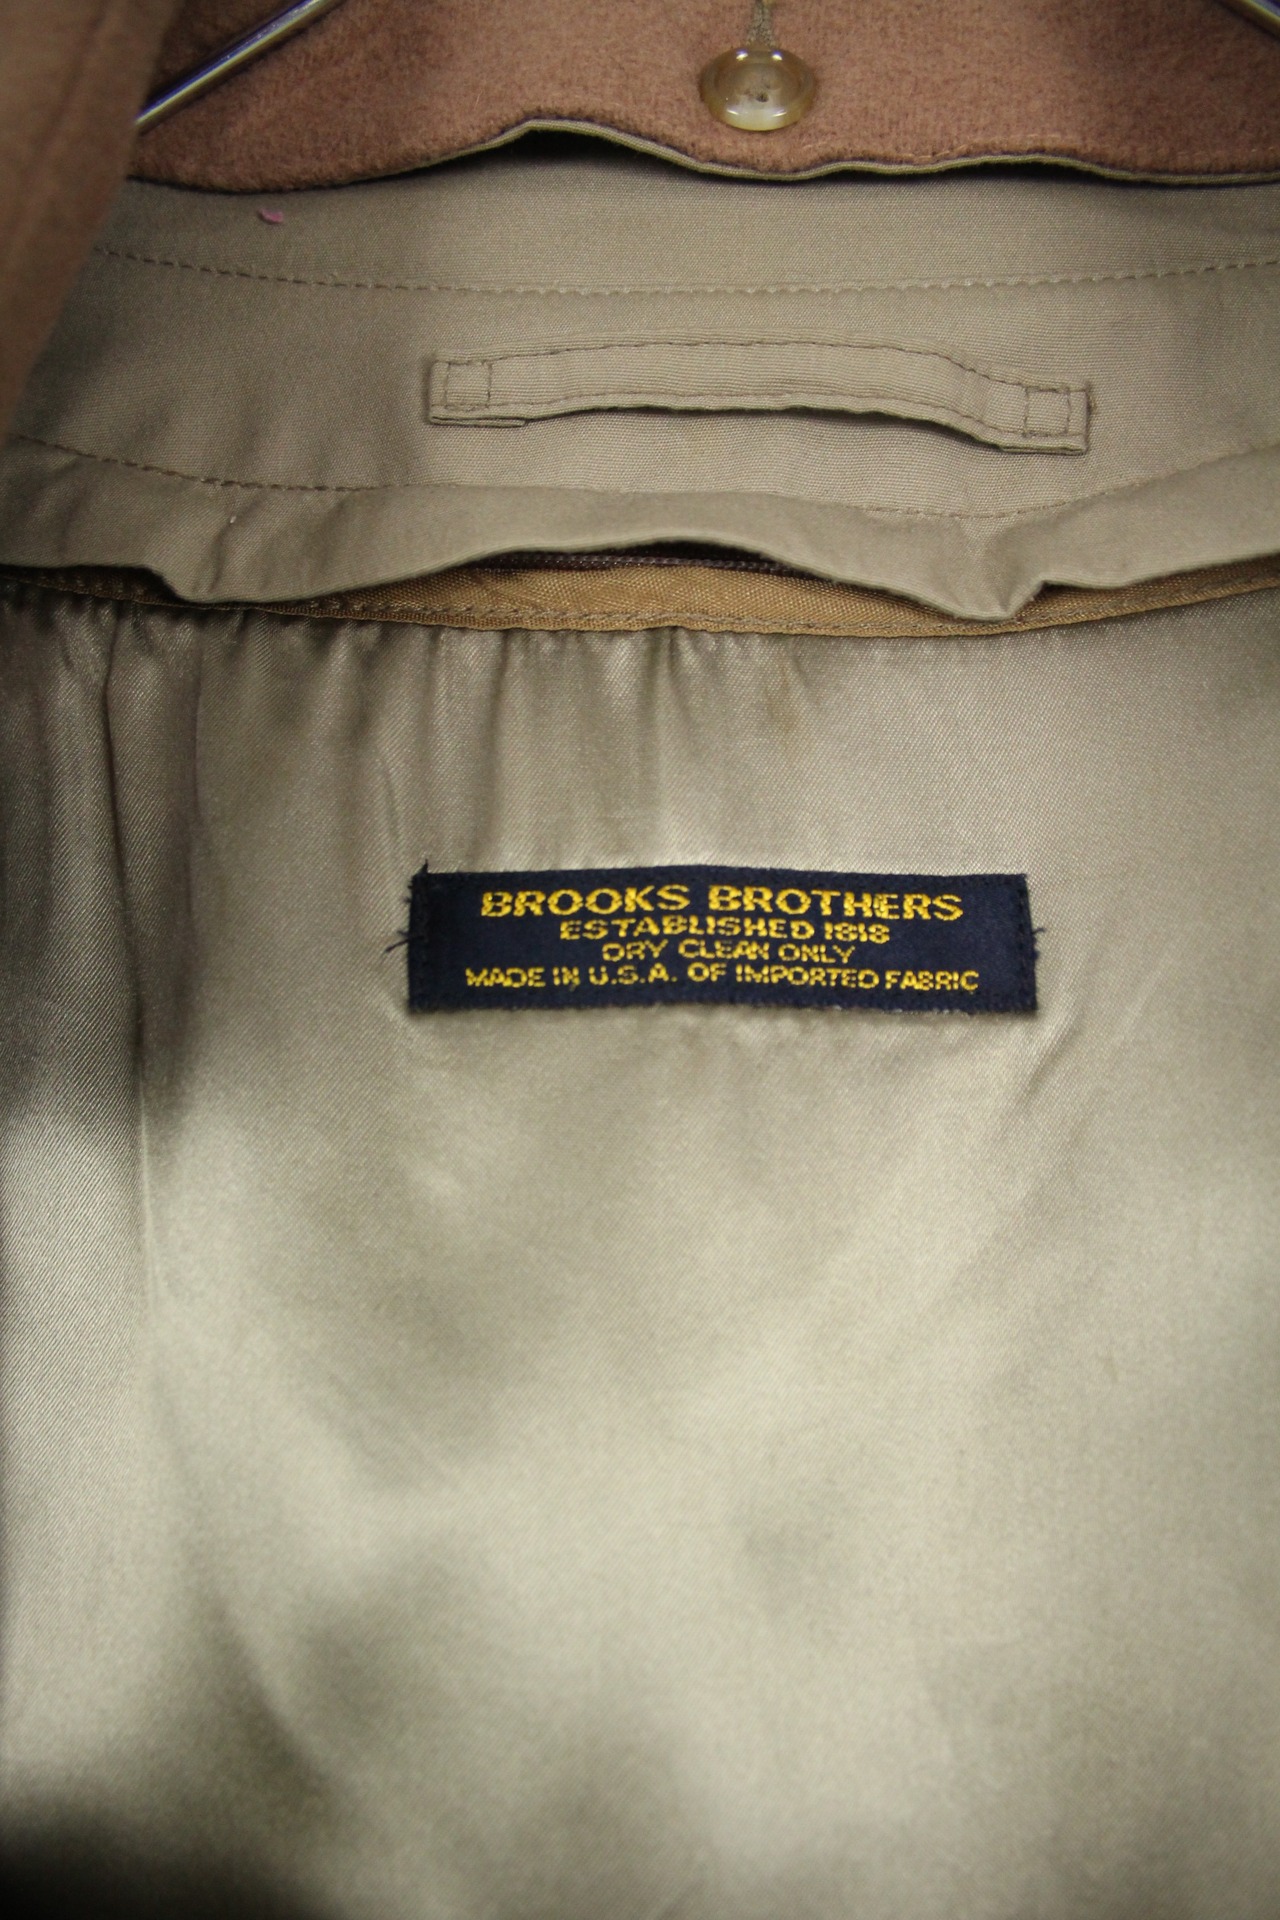 BROOKS BROTHERS
ESTABLISHED 1818
DRY CLEAN ONLY
MADE IN U.S.A. OF IMPORTED FABRIC